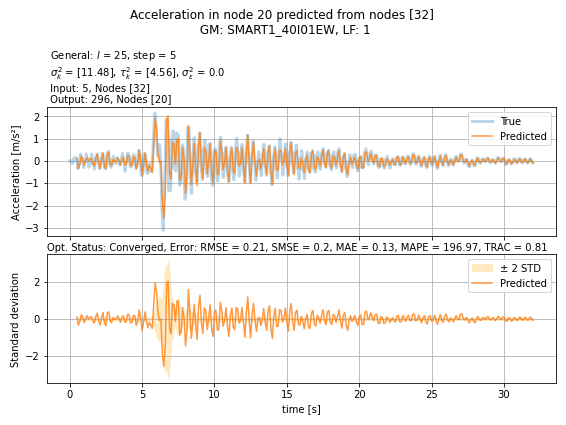 Acceleration in node 20 predicted from nodes [32]
GM: SMART1_40I01EW, LF: 1
General: l = 25, step = 5
σ²ₖ = [11.48], τ²ₖ = [4.56], σ²ε = 0.0
Input: 5, Nodes [32]
Output: 296, Nodes [20]
Acceleration [m/s²]
2
1
0
−1
−2
−3
True
Predicted
Opt. Status: Converged, Error: RMSE = 0.21, SMSE = 0.2, MAE = 0.13, MAPE = 196.97, TRAC = 0.81
Standard deviation
2
0
−2
± 2 STD
Predicted
0 5 10 15 20 25 30
time [s]